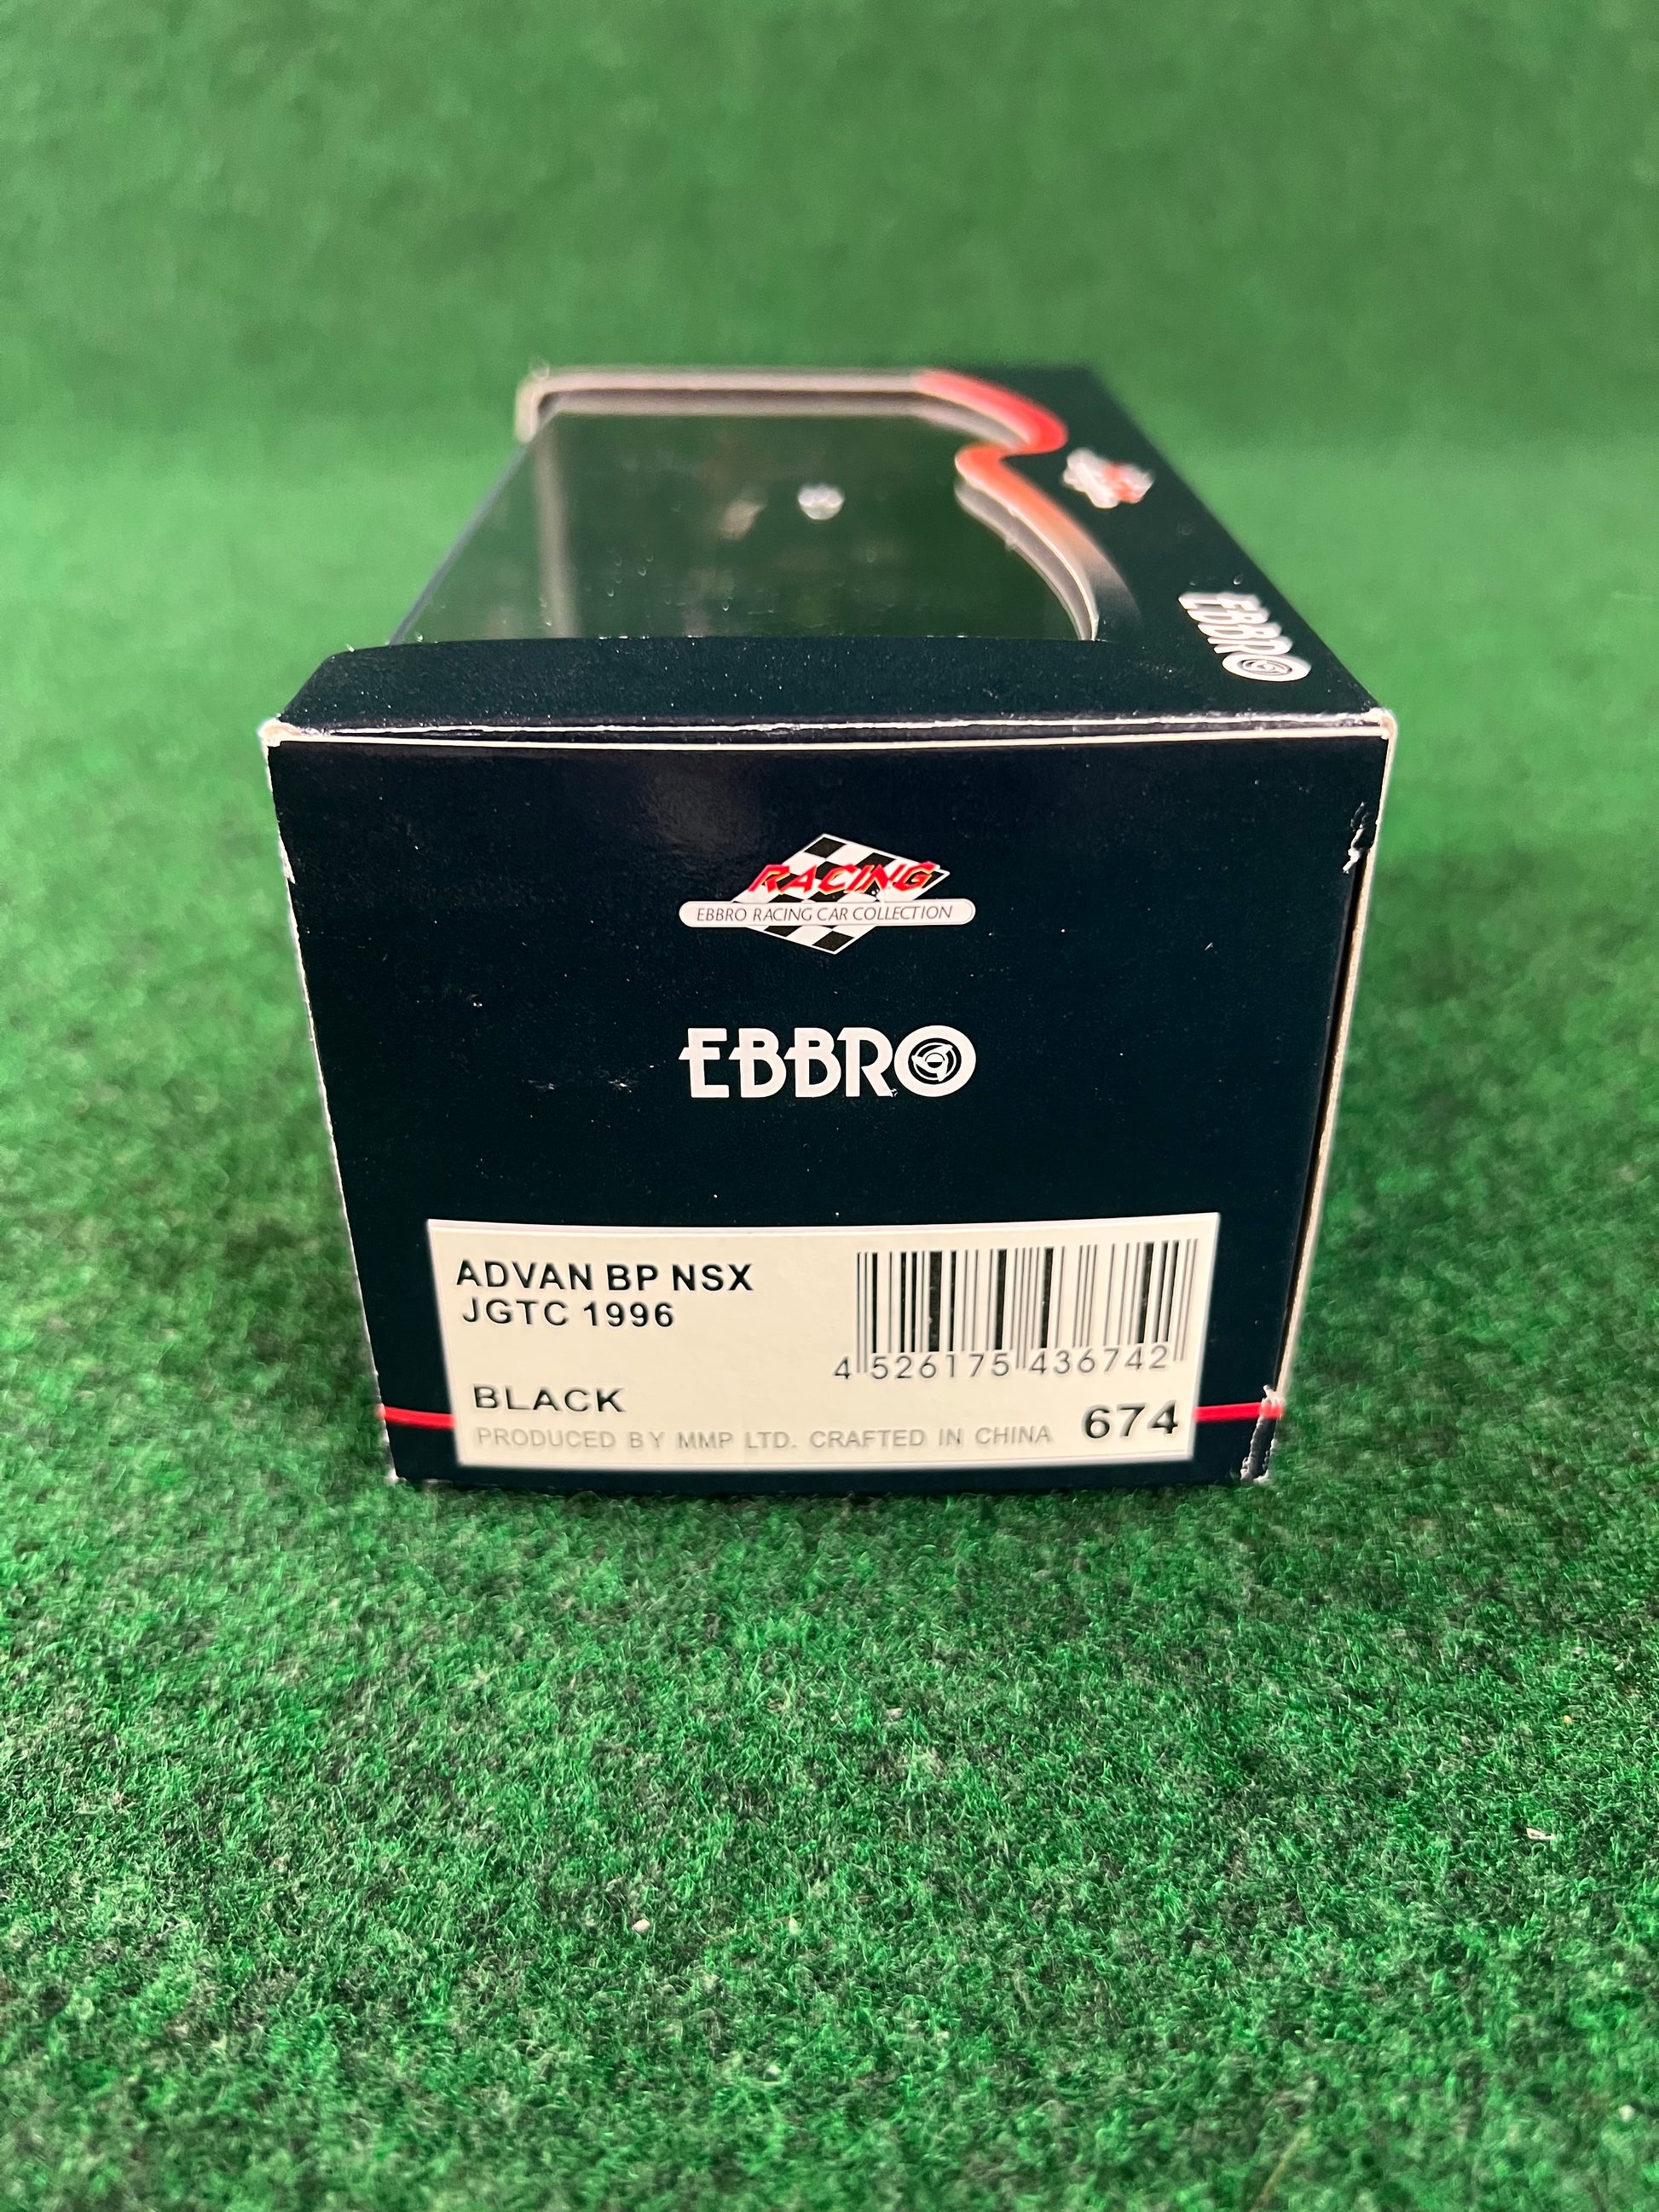 EBBRO
RACING
EBBRO RACING CAR COLLECTION
EBBRO
ADVAN BP NSX
JGTC 1996
4 526175 436742
BLACK
674
PRODUCED BY MMP LTD. CRAFTED IN CHINA